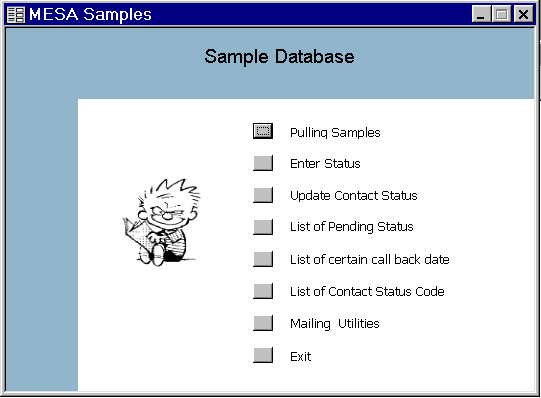 MESA Samples
Sample Database
Pulling Samples
Enter Status
Update Contact Status
List of Pending Status
List of certain call back date
List of Contact Status Code
Mailing Utilities
Exit